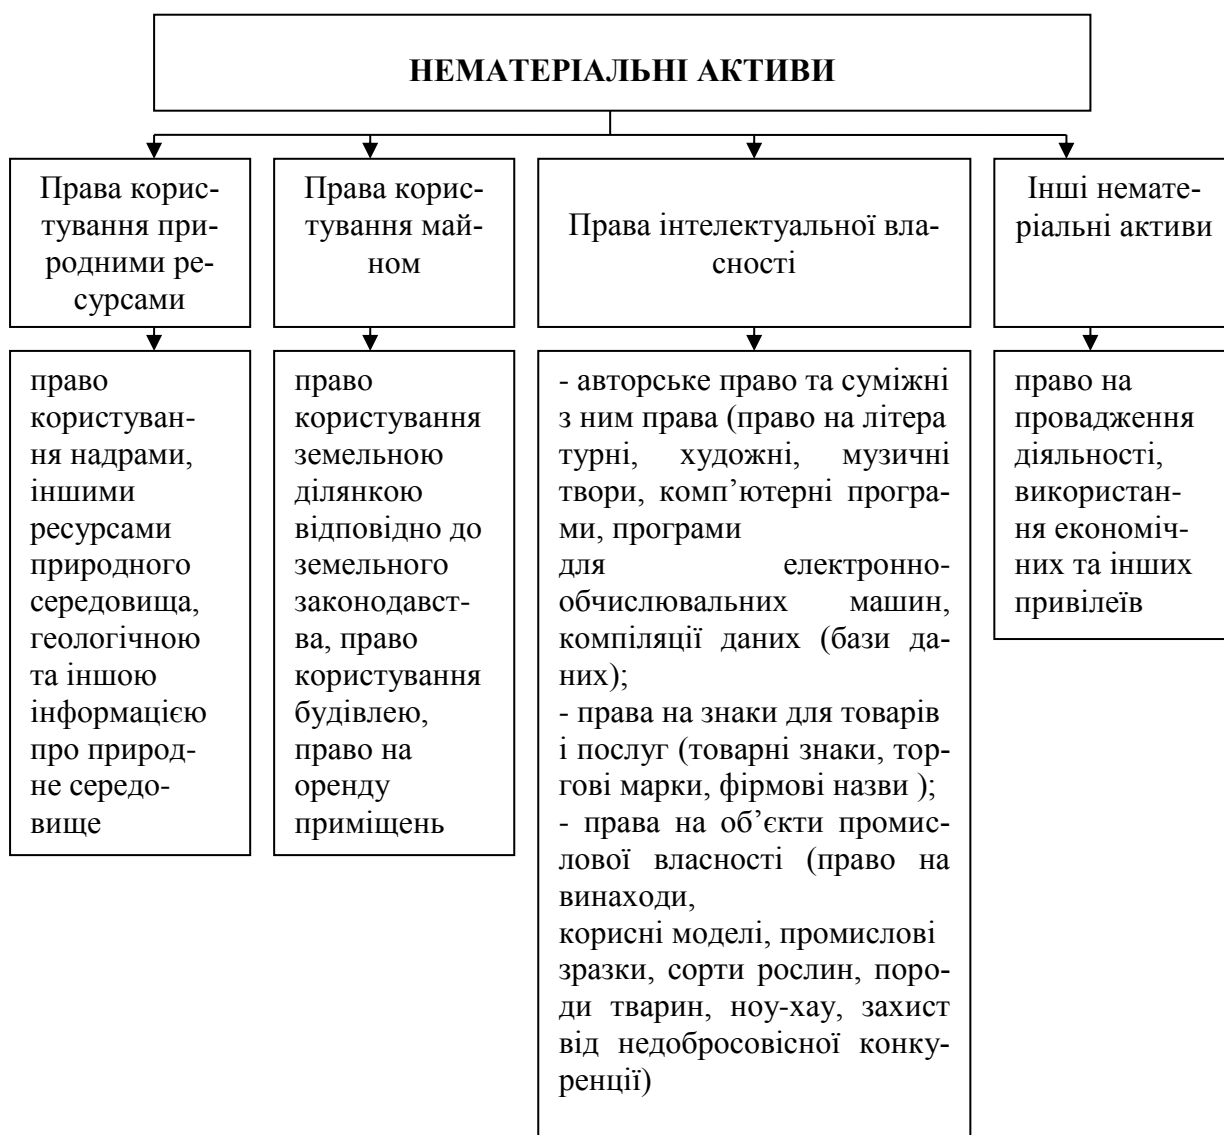 НЕМАТЕРІАЛЬНІ АКТИВИ
Права корис-
тування при-
родними ре-
сурсами
Права корис-
тування май-
ном
Права інтелектуальної вла-
сності
Інші немате-
ріальні активи
право
користуван-
ня надрами,
іншими
ресурсами
природного
середовища,
геологічною
та іншою
інформацією
про природ-
не середо-
вище
право
користування
земельною
ділянкою
відповідно до
земельного
законодавст-
ва, право
користування
будівлею,
право на
оренду
приміщень
- авторське право та суміжні
з ним права (право на літера
турні, художні, музичні
твори, комп’ютерні програ-
ми, програми
для електронно-
обчислювальних машин,
компіляції даних (бази да-
них);
- права на знаки для товарів
і послуг (товарні знаки, тор-
гові марки, фірмові назви );
- права на об’єкти промис-
лової власності (право на
винаходи,
корисні моделі, промислові
зразки, сорти рослин, поро-
ди тварин, ноу-хау, захист
від недобросовісної конку-
ренції)
право на
провадження
діяльності,
використан-
ня економіч-
них та інших
привілеїв